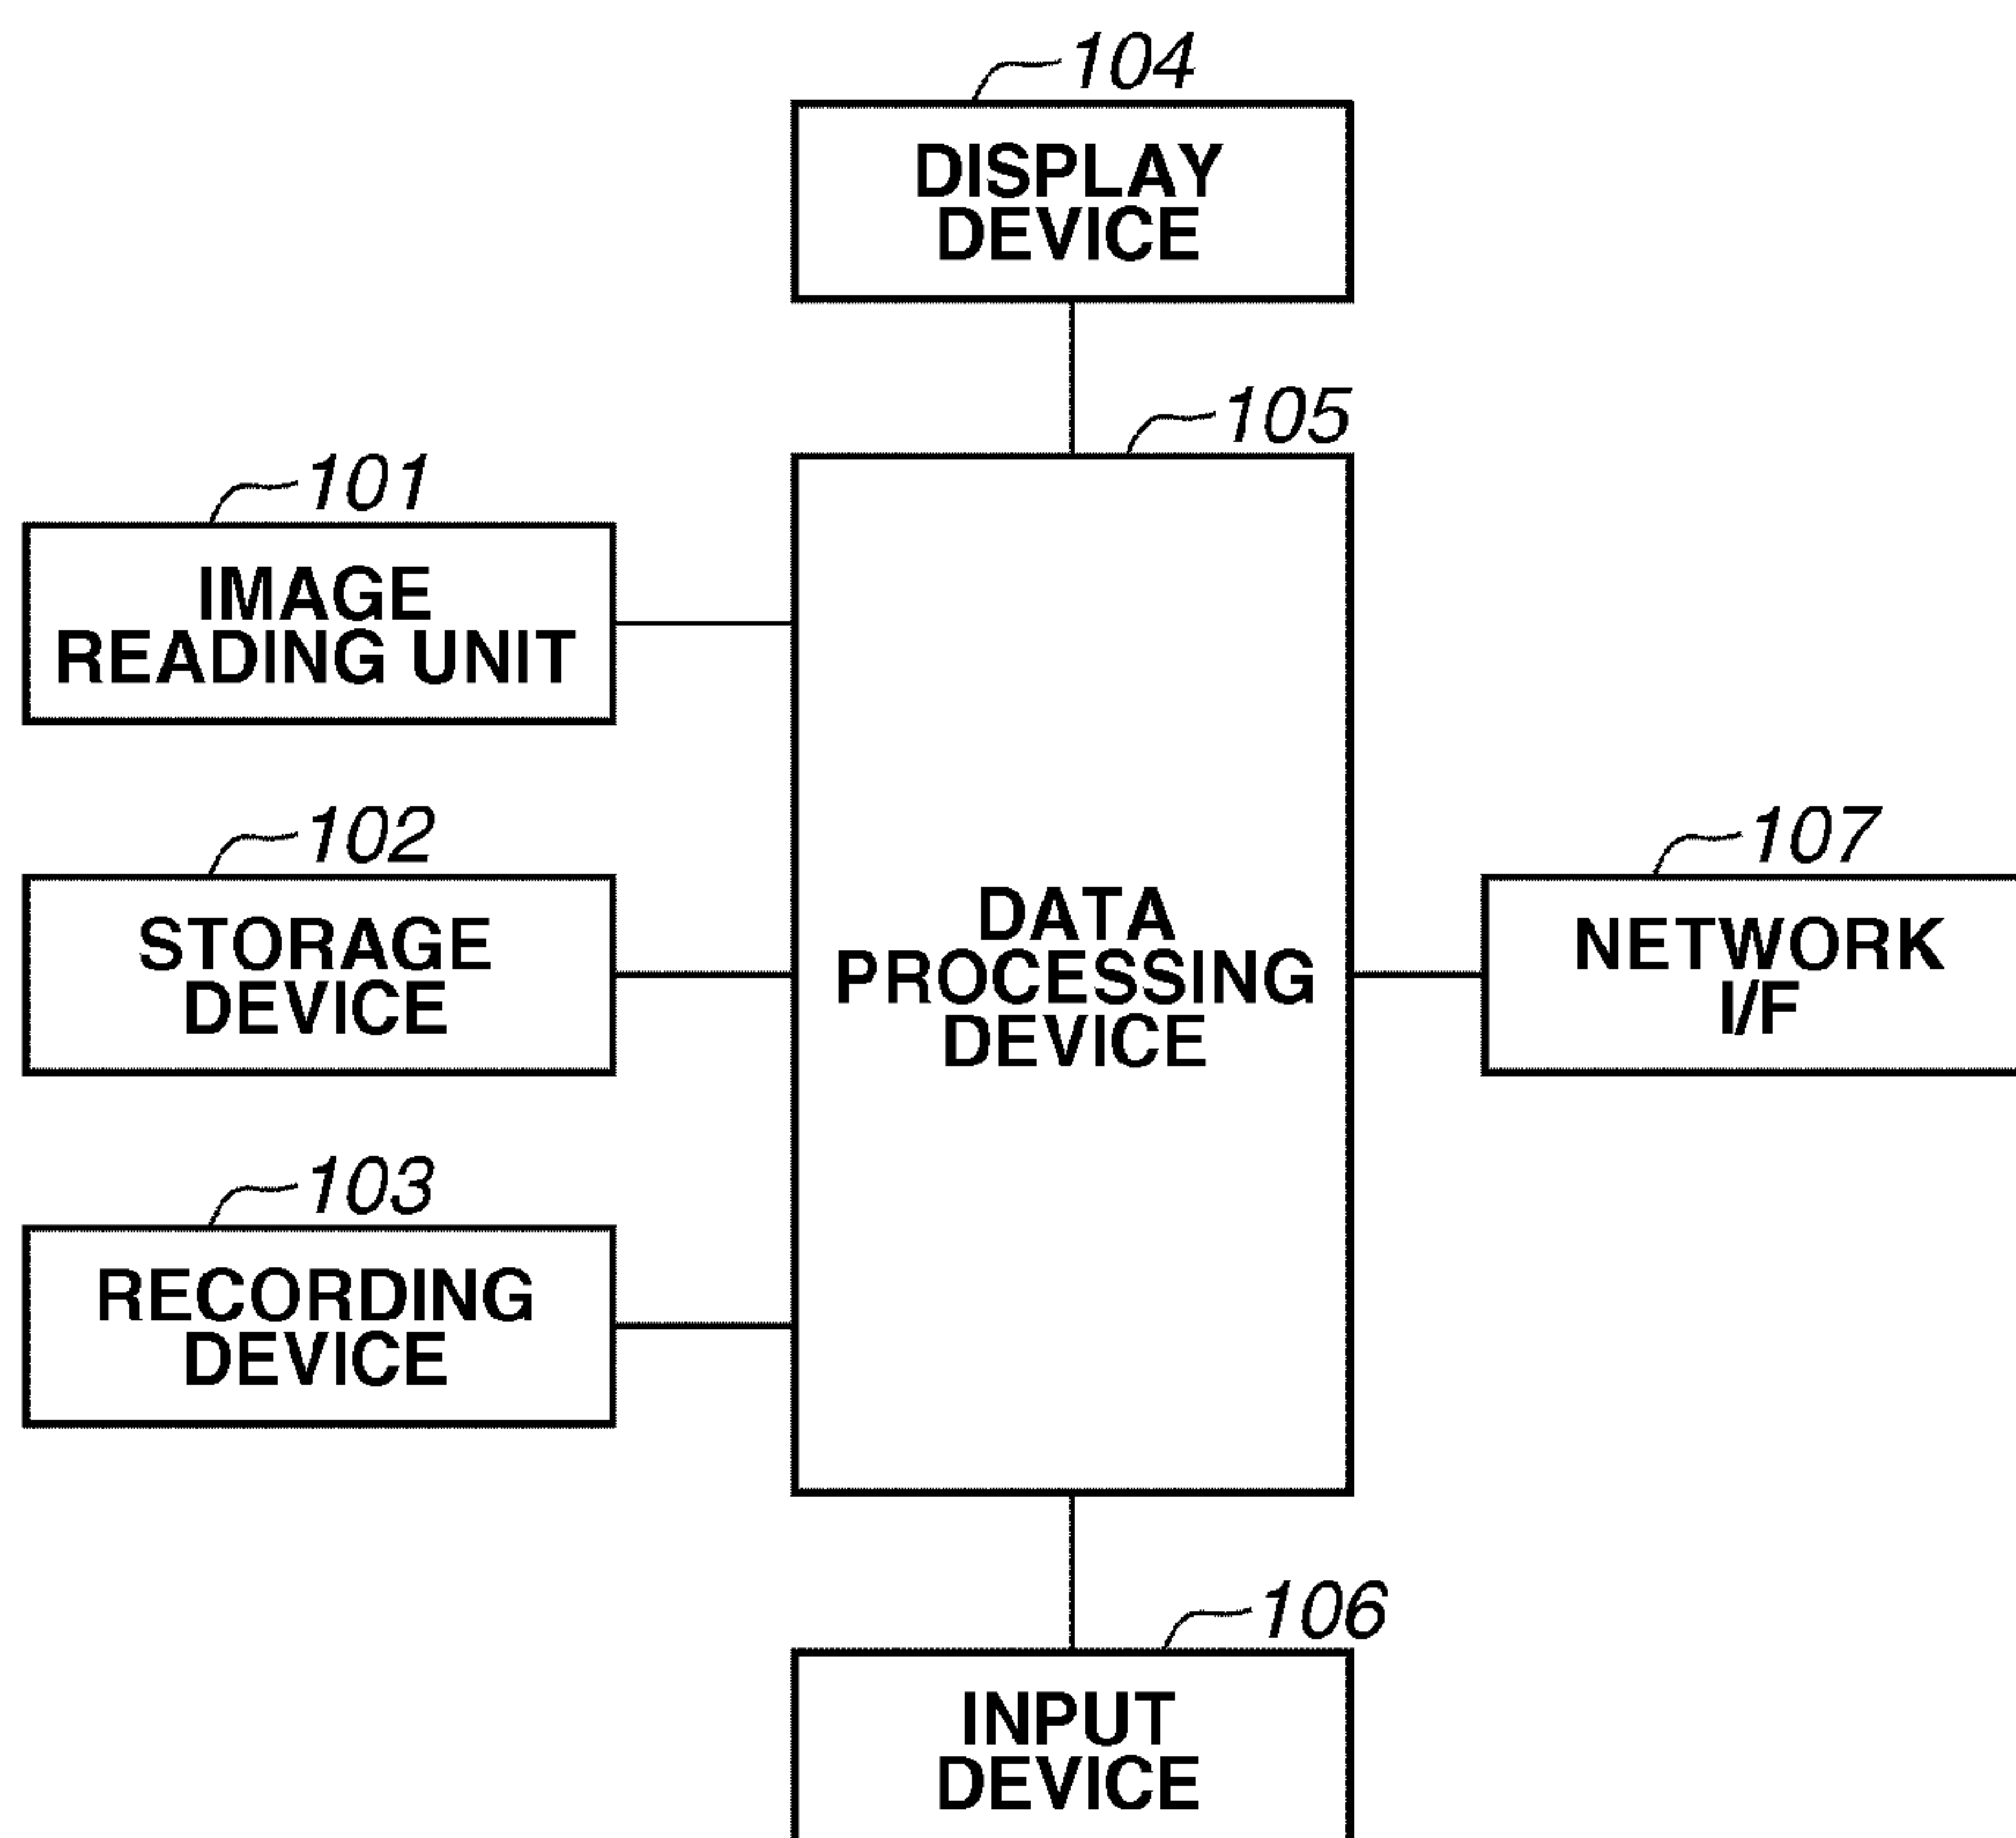 104
DISPLAY
DEVICE
105
101
IMAGE
READING UNIT
102
STORAGE
DEVICE
103
RECORDING
DEVICE
DATA
PROCESSING
DEVICE
107
NETWORK
I/F
106
INPUT
DEVICE